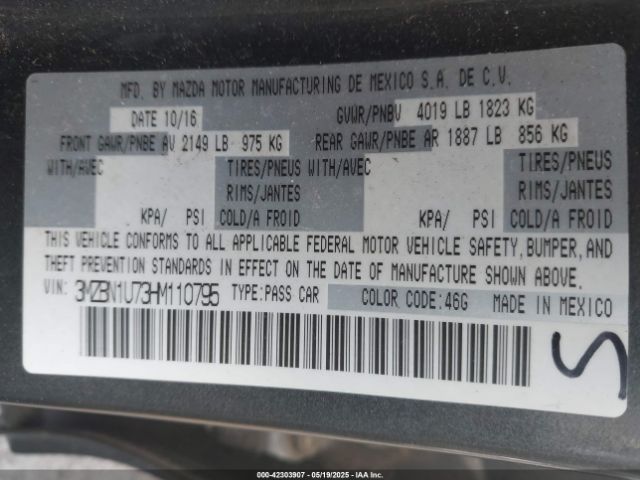 MFD. BY MAZDA MOTOR MANUFACTURING DE MEXICO S.A. DE C.V.
DATE 10/16 GVWR/PNBV 4019 LB 1823 KG
FRONT GAWR/PNBE AV 2149 LB 975 KG REAR GAWR/PNBE AR 1887 LB 856 KG
WITH/AVEC TIRES/PNEUS WITH/AVEC TIRES/PNEUS
RIMS/JANTES RIMS/JANTES
KPA/ PSI COLD/A FROID KPA/ PSI COLD/A FROID
THIS VEHICLE CONFORMS TO ALL APPLICABLE FEDERAL MOTOR VEHICLE SAFETY, BUMPER, AND
THEFT PREVENTION STANDARDS IN EFFECT ON THE DATE OF MANUFACTURE SHOWN ABOVE.
VIN: 3MZBN1U73HM110795 TYPE:PASS CAR COLOR CODE:46G MADE IN MEXICO
S
000-42303907 - 05/19/2025 - IAAI.com